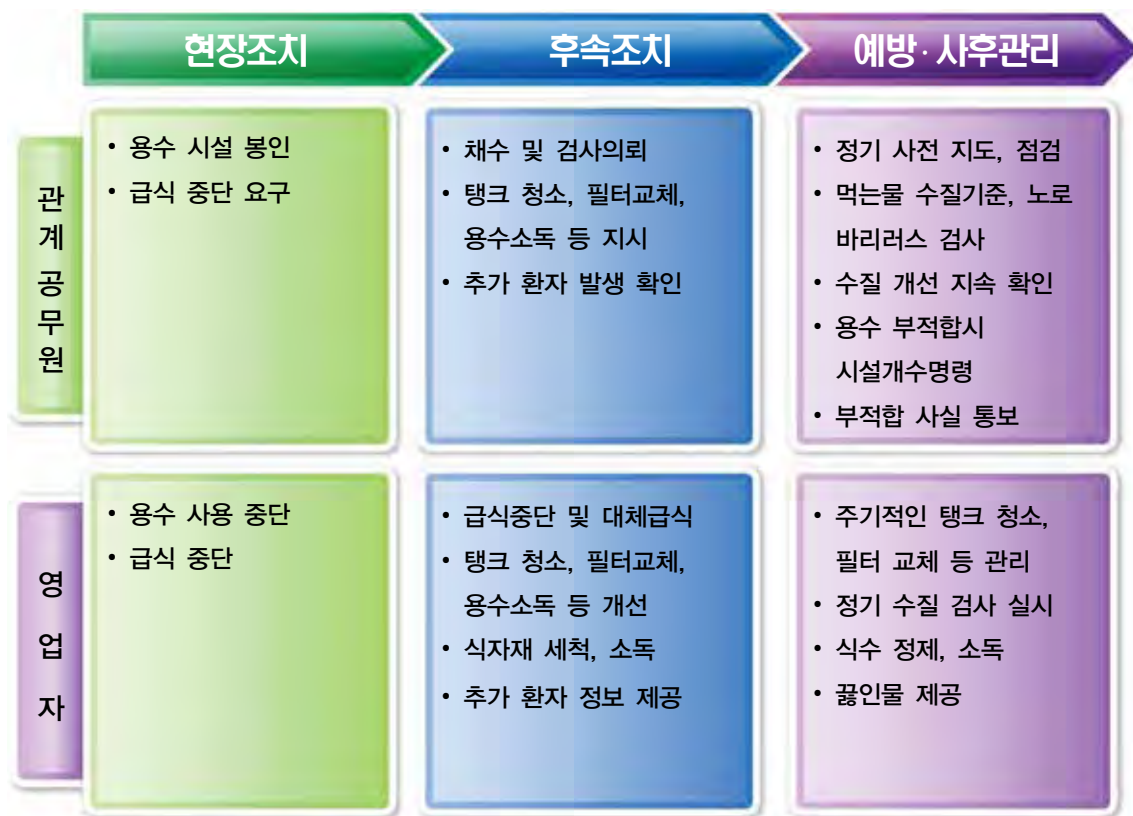 현장조치
후속조치
예방·사후관리
관계공무원
• 용수 시설 봉인
• 급식 중단 요구
• 채수 및 검사의뢰
• 탱크 청소, 필터교체,
용수소독 등 지시
• 추가 환자 발생 확인
• 정기 사전 지도, 점검
• 먹는물 수질기준, 노로
바리러스 검사
• 수질 개선 지속 확인
• 용수 부적합시
시설개수명령
• 부적합 사실 통보
영업자
• 용수 사용 중단
• 급식 중단
• 급식중단 및 대체급식
• 탱크 청소, 필터교체,
용수소독 등 개선
• 식자재 세척, 소독
• 추가 환자 정보 제공
• 주기적인 탱크 청소,
필터 교체 등 관리
• 정기 수질 검사 실시
• 식수 정제, 소독
• 끓인물 제공